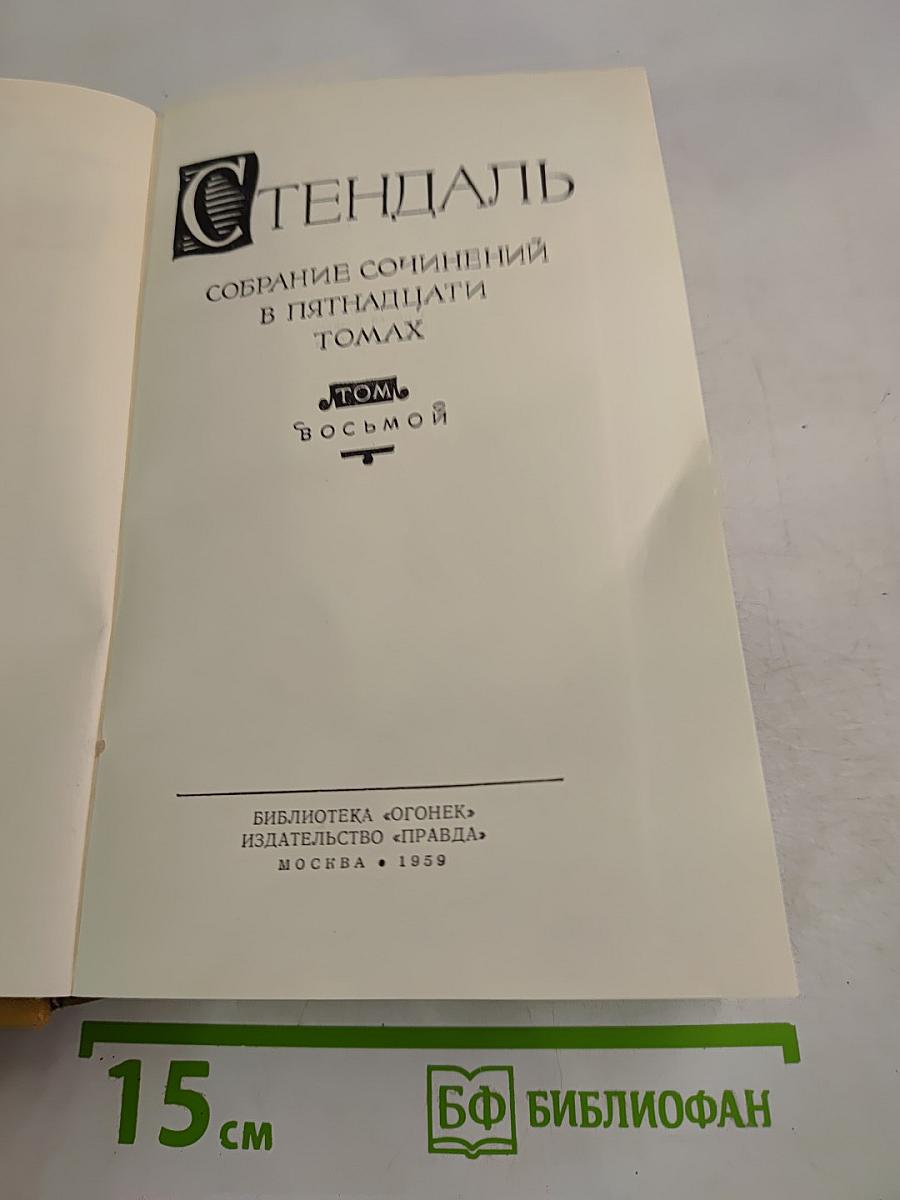 СТЕНДАЛЬ
СОБРАНИЕ СОЧИНЕНИЙ
В ПЯТНАДЦАТИ
ТОМАХ
ТОМ
ВОСЬМОЙ
БИБЛИОТЕКА «ОГОНЕК»
ИЗДАТЕЛЬСТВО «ПРАВДА»
МОСКВА • 1959
15 см
БФ БИБЛИОФАН